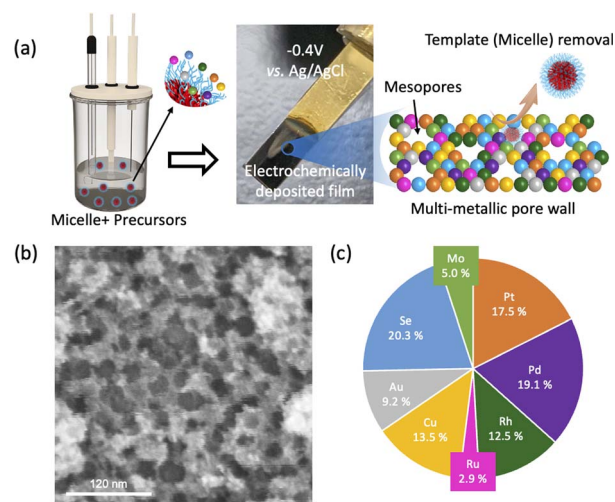 (a)
-0.4V
vs. Ag/AgCl
Electrochemically
deposited film
Micelle+ Precursors
Template (Micelle) removal
Mesopores
Multi-metallic pore wall
(b)
120 nm
(c)
Mo
5.0 %
Pt
17.5 %
Pd
19.1 %
Rh
12.5 %
Ru
2.9 %
Cu
13.5 %
Au
9.2 %
Se
20.3 %